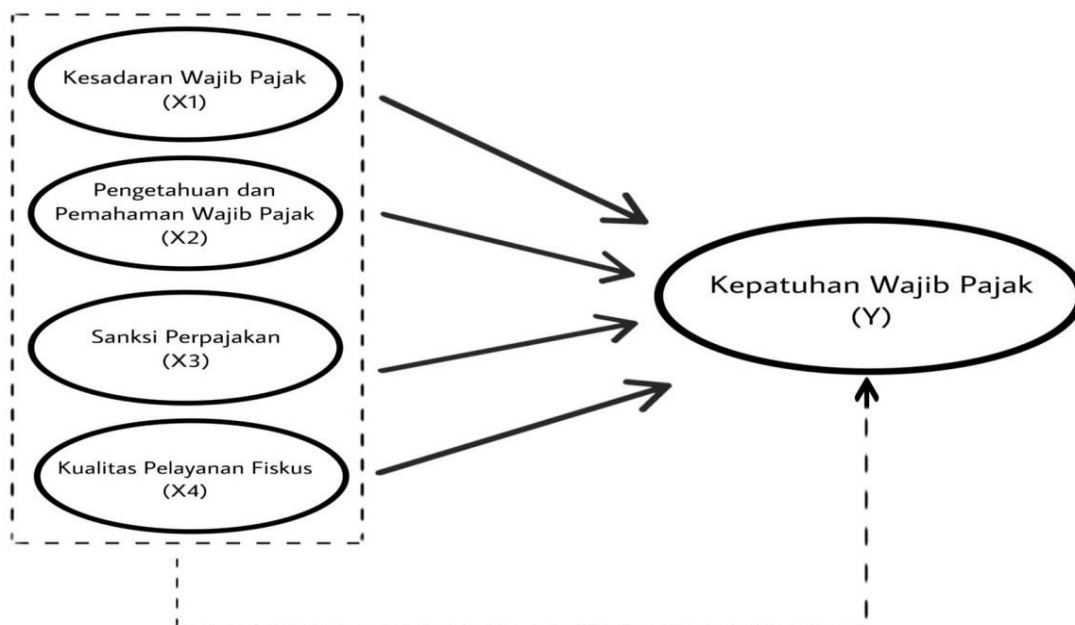 Kesadaran Wajib Pajak
(X1)
Pengetahuan dan
Pemahaman Wajib Pajak
(X2)
Sanksi Perpajakan
(X3)
Kualitas Pelayanan Fiskus
(X4)
Kepatuhan Wajib Pajak
(Y)